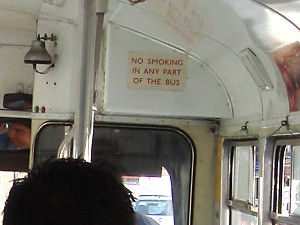 NO SMOKING
IN ANY PART
OF THE BUS